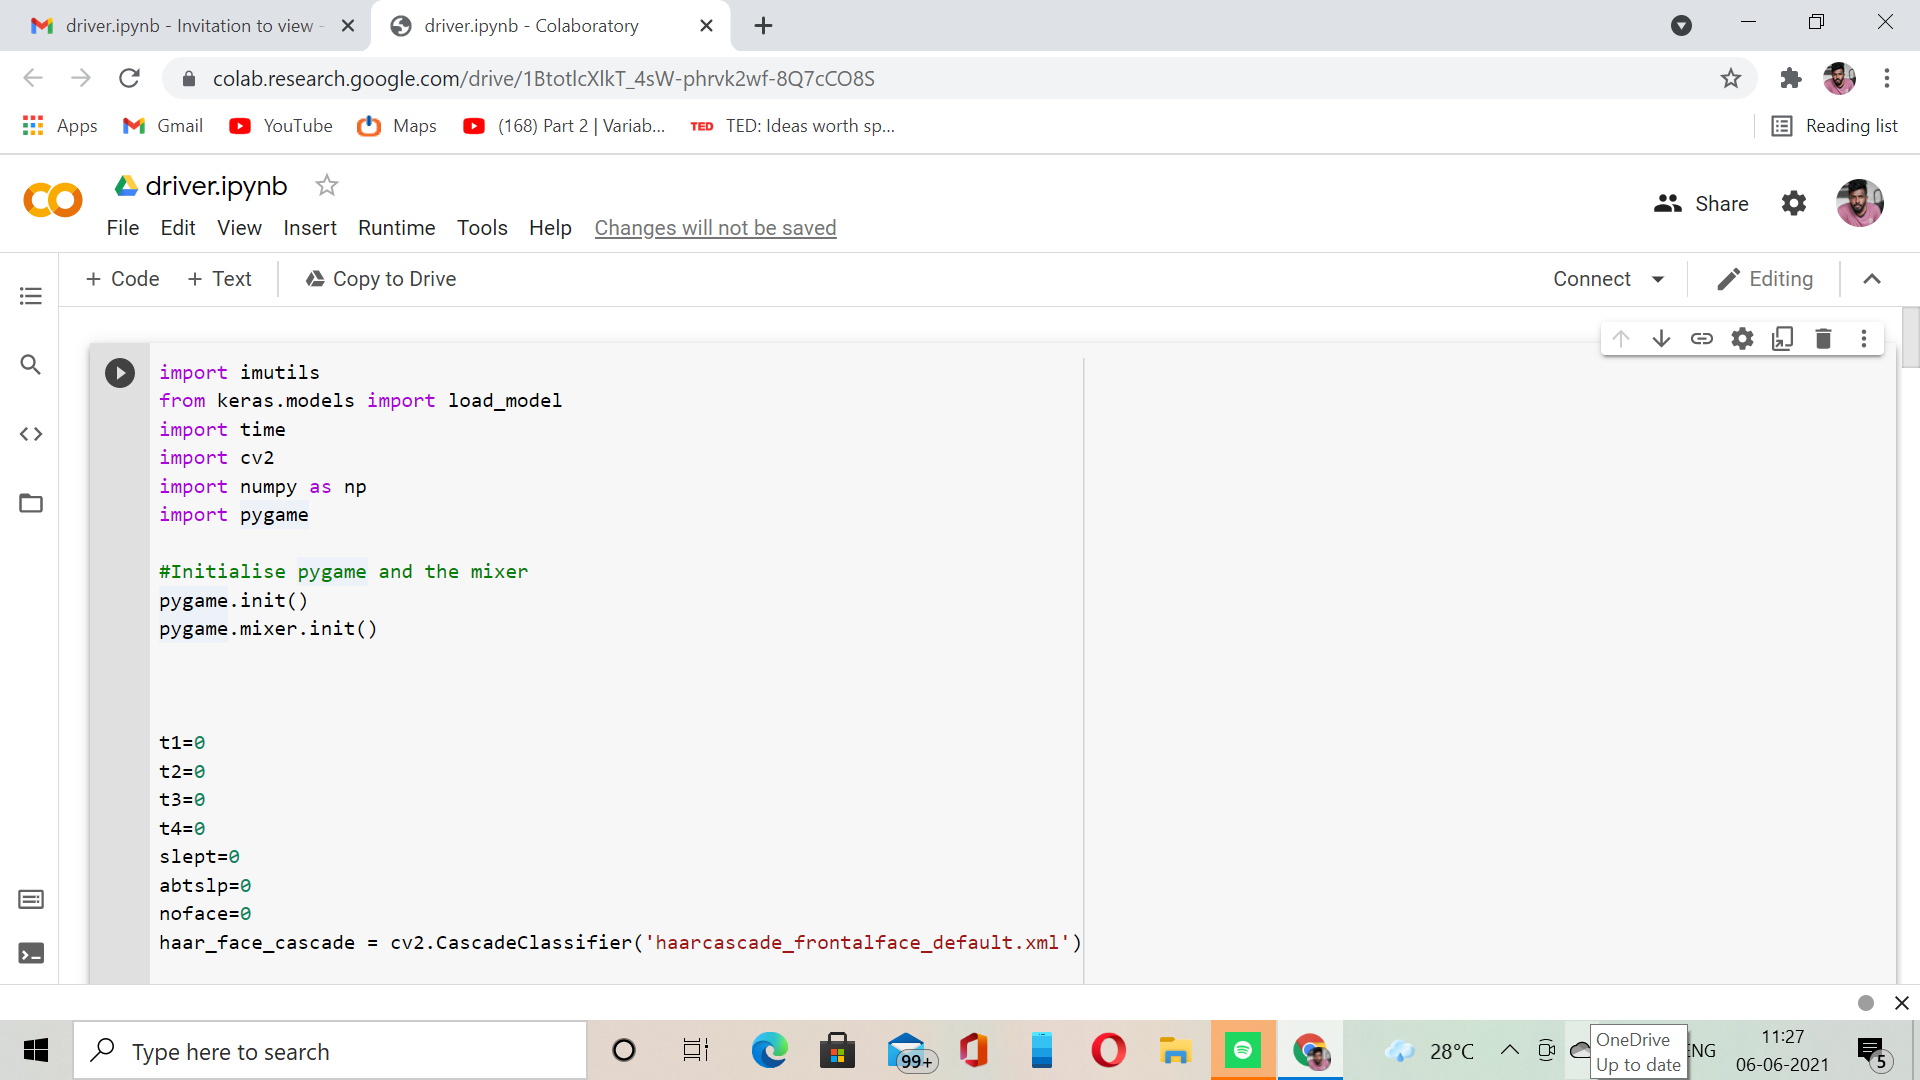 driver.ipynb - Invitation to view -
driver.ipynb - Colaboratory
colab.research.google.com/drive/1BtotlcXlkT_4sW-phrvk2wf-8Q7cCO8S
Apps Gmail YouTube Maps (168) Part 2 | Variab... TED TED: Ideas worth sp... Reading list
driver.ipynb
Share
File Edit View Insert Runtime Tools Help Changes will not be saved
+ Code + Text Copy to Drive Connect Editing
import imutils
from keras.models import load_model
import time
import cv2
import numpy as np
import pygame
#Initialise pygame and the mixer
pygame.init()
pygame.mixer.init()
t1=0
t2=0
t3=0
t4=0
slept=0
abtslp=0
noface=0
haar_face_cascade = cv2.CascadeClassifier('haarcascade_frontalface_default.xml')
Type here to search
99+
28°C
OneDrive
Up to date
ENG
11:27
06-06-2021
5